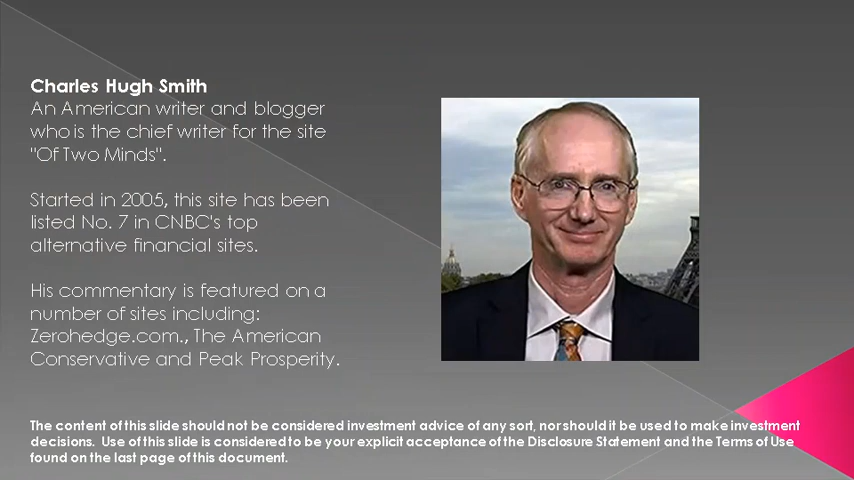 Charles Hugh Smith
An American writer and blogger
who is the chief writer for the site
"Of Two Minds".
Started in 2005, this site has been
listed No. 7 in CNBC's top
alternative financial sites.
His commentary is featured on a
number of sites including:
Zerohedge.com., The American
Conservative and Peak Prosperity.
The content of this slide should not be considered investment advice of any sort, nor should it be used to make investment
decisions. Use of this slide is considered to be your explicit acceptance of the Disclosure Statement and the Terms of Use
found on the last page of this document.